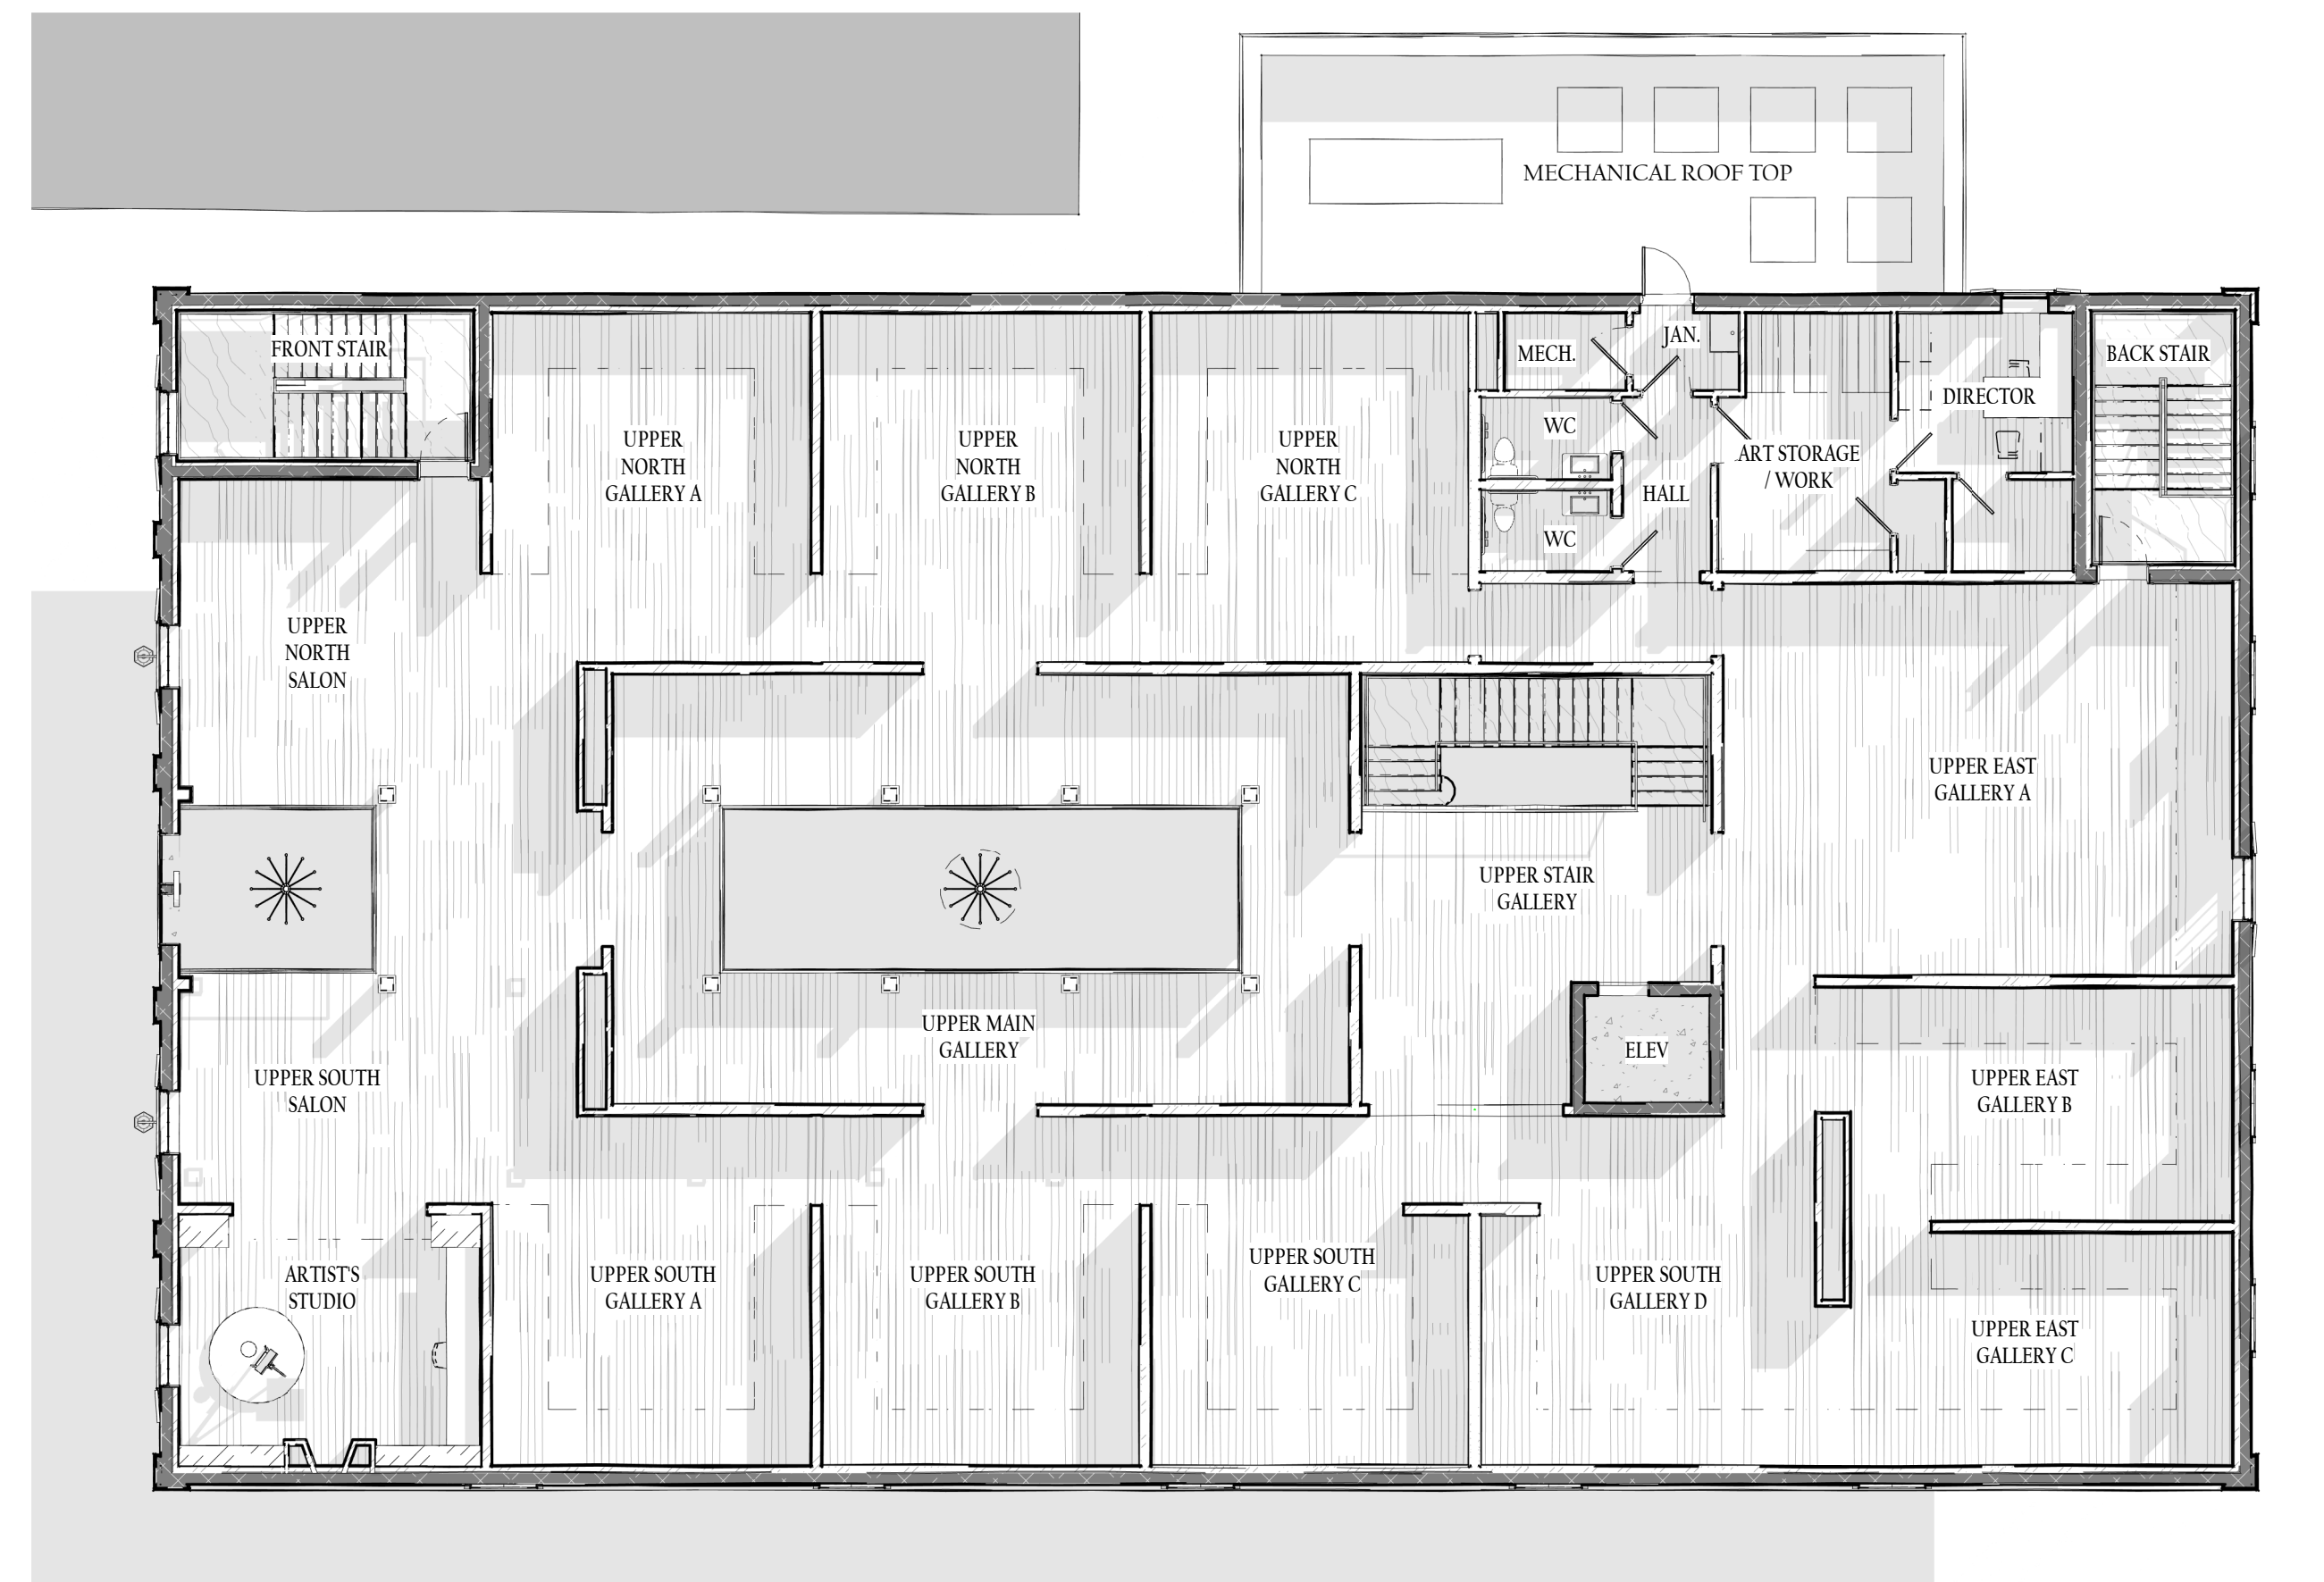 MECHANICAL ROOF TOP
FRONT STAIR
UPPER
NORTH
GALLERY A
UPPER
NORTH
GALLERY B
UPPER
NORTH
GALLERY C
MECH.
JAN.
WC
WC
HALL
ART STORAGE
/ WORK
DIRECTOR
BACK STAIR
UPPER
NORTH
SALON
UPPER EAST
GALLERY A
UPPER STAIR
GALLERY
UPPER MAIN
GALLERY
ELEV
UPPER SOUTH
SALON
UPPER EAST
GALLERY B
ARTIST'S
STUDIO
UPPER SOUTH
GALLERY A
UPPER SOUTH
GALLERY B
UPPER SOUTH
GALLERY C
UPPER SOUTH
GALLERY D
UPPER EAST
GALLERY C